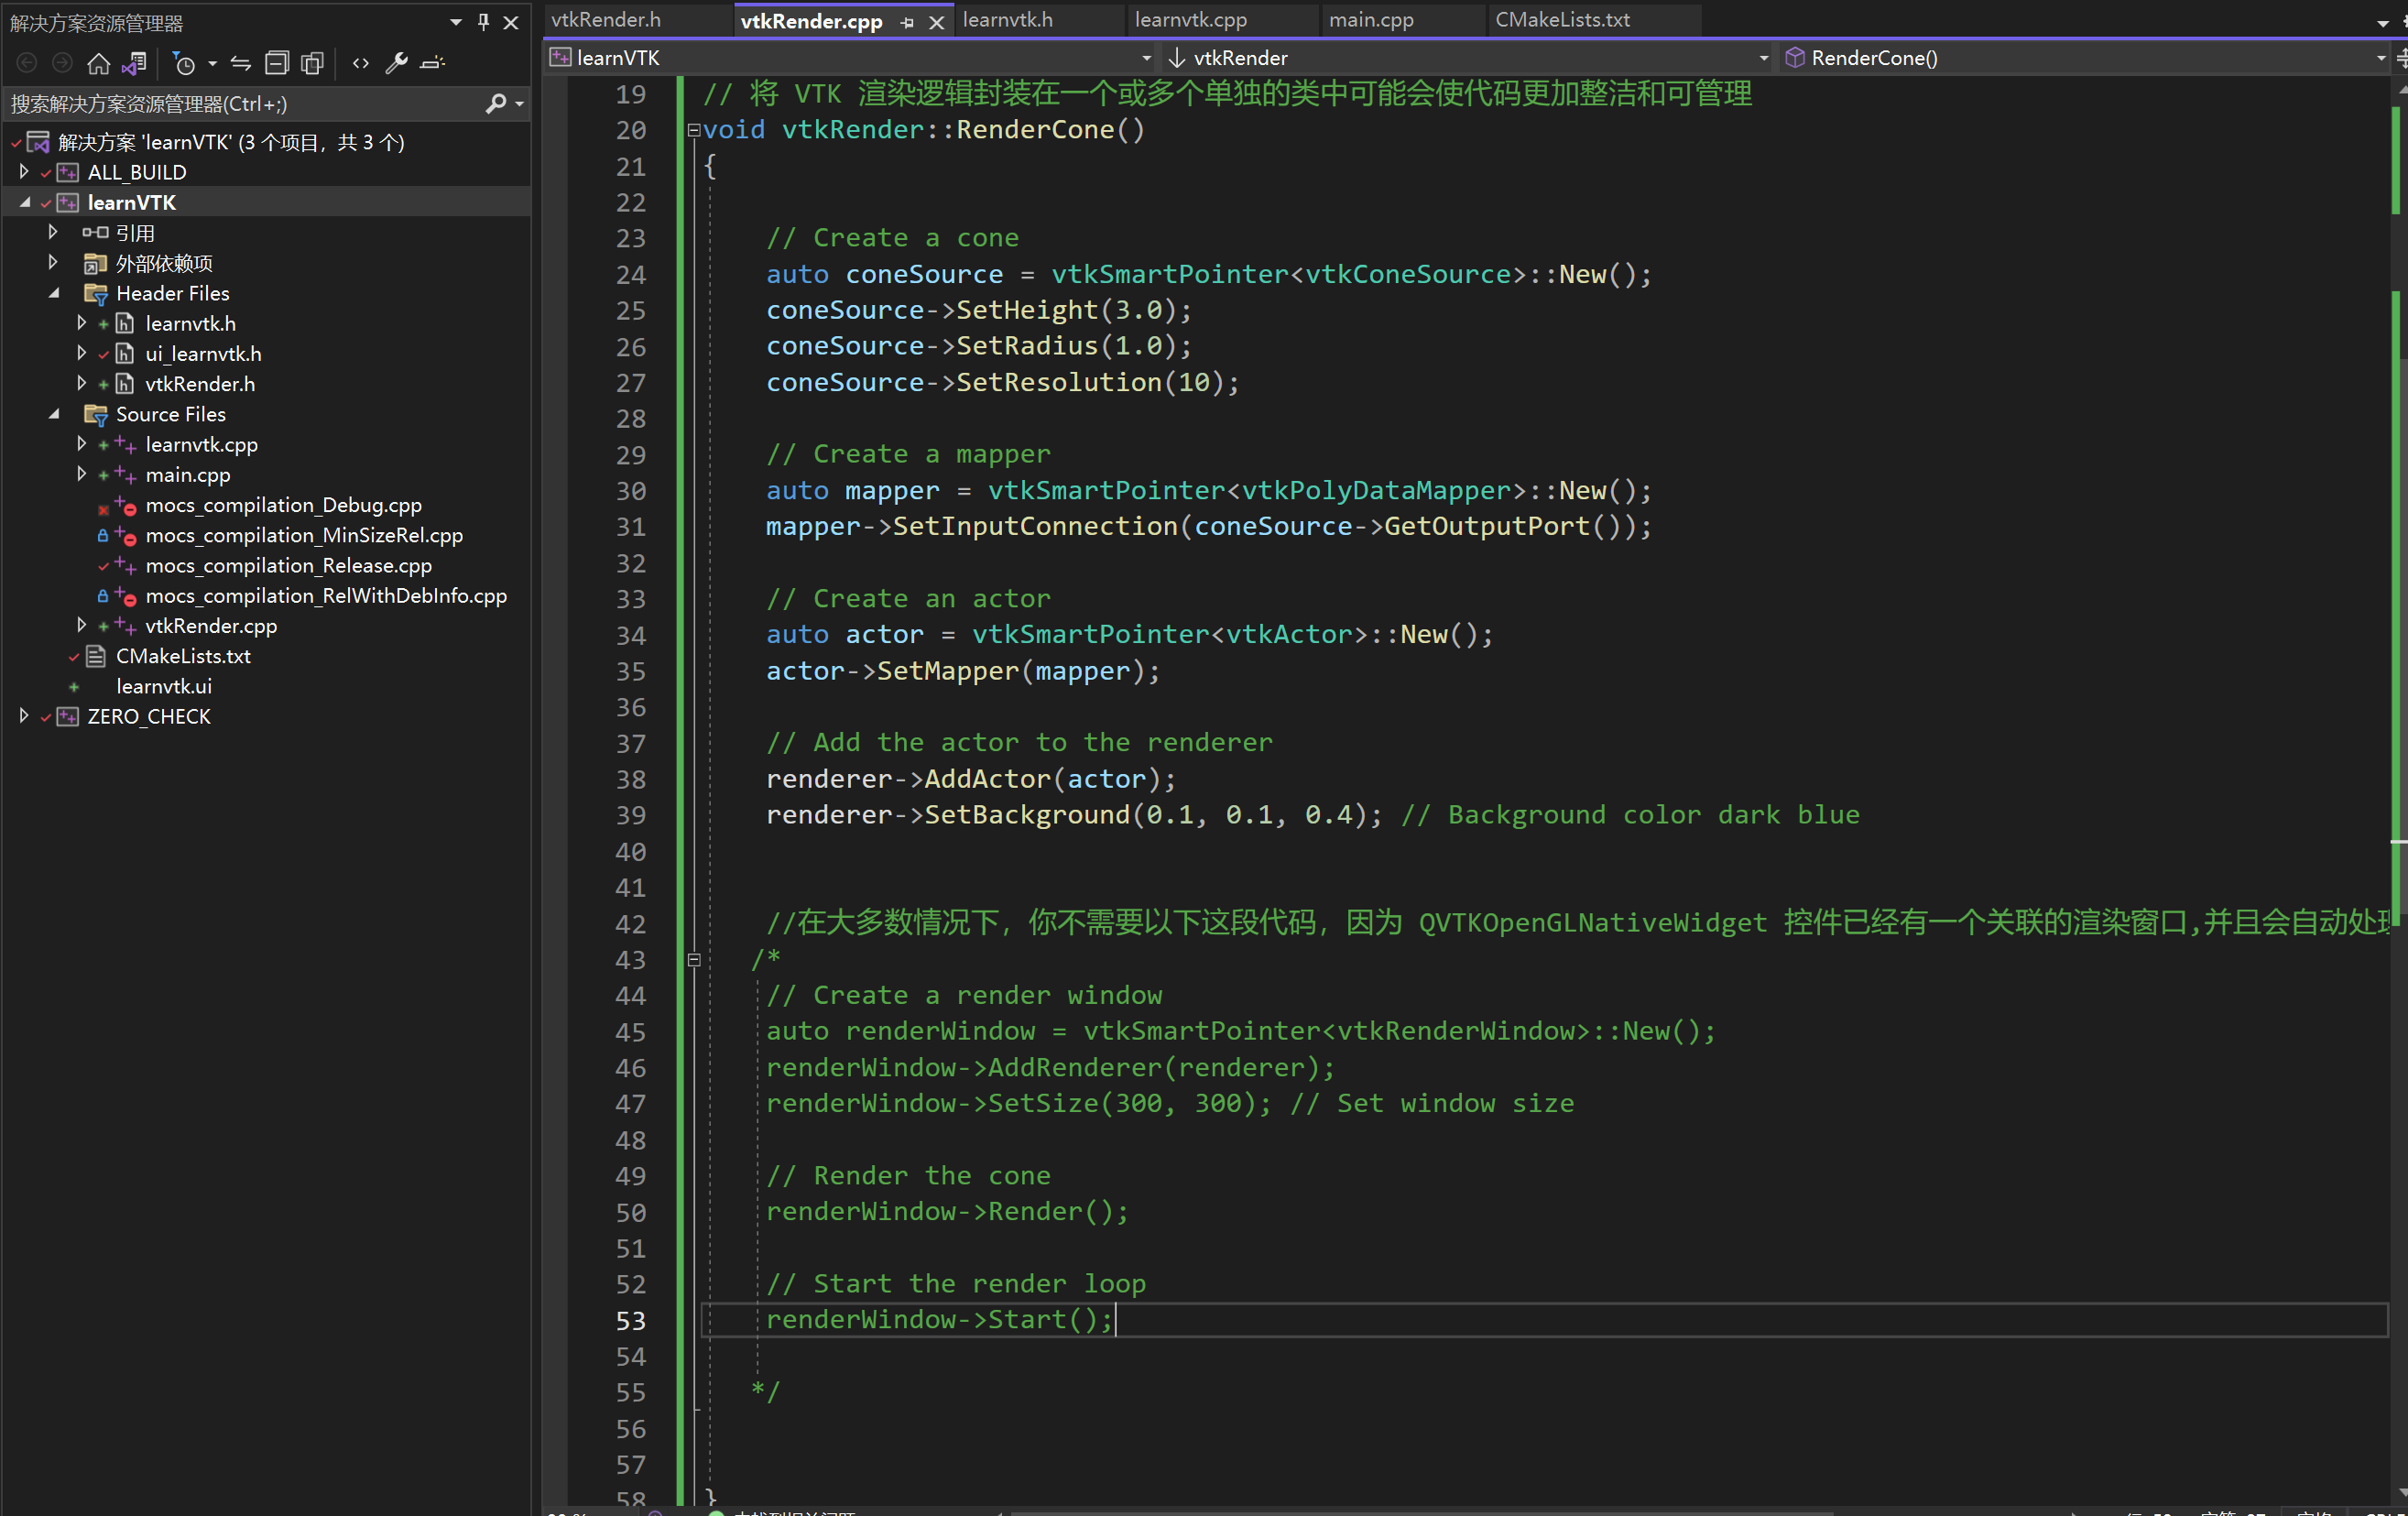 解决方案资源管理器
搜索解决方案资源管理器(Ctrl+;)
解决方案 'learnVTK' (3 个项目，共 3 个)
ALL_BUILD
learnVTK
引用
外部依赖项
Header Files
learnvtk.h
ui_learnvtk.h
vtkRender.h
Source Files
learnvtk.cpp
main.cpp
mocs_compilation_Debug.cpp
mocs_compilation_MinSizeRel.cpp
mocs_compilation_Release.cpp
mocs_compilation_RelWithDebInfo.cpp
vtkRender.cpp
CMakeLists.txt
learnvtk.ui
ZERO_CHECK
vtkRender.h vtkRender.cpp learnvtk.h learnvtk.cpp main.cpp CMakeLists.txt
learnVTK vtkRender RenderCone()
19 // 将 VTK 渲染逻辑封装在一个或多个单独的类中可能会使代码更加整洁和可管理
20 void vtkRender::RenderCone()
21 {
22
23 // Create a cone
24 auto coneSource = vtkSmartPointer<vtkConeSource>::New();
25 coneSource->SetHeight(3.0);
26 coneSource->SetRadius(1.0);
27 coneSource->SetResolution(10);
28
29 // Create a mapper
30 auto mapper = vtkSmartPointer<vtkPolyDataMapper>::New();
31 mapper->SetInputConnection(coneSource->GetOutputPort());
32
33 // Create an actor
34 auto actor = vtkSmartPointer<vtkActor>::New();
35 actor->SetMapper(mapper);
36
37 // Add the actor to the renderer
38 renderer->AddActor(actor);
39 renderer->SetBackground(0.1, 0.1, 0.4); // Background color dark blue
40
41
42 //在大多数情况下，你不需要以下这段代码，因为 QVTKOpenGLNativeWidget 控件已经有一个关联的渲染窗口,并且会自动处理
43 /*
44 // Create a render window
45 auto renderWindow = vtkSmartPointer<vtkRenderWindow>::New();
46 renderWindow->AddRenderer(renderer);
47 renderWindow->SetSize(300, 300); // Set window size
48
49 // Render the cone
50 renderWindow->Render();
51
52 // Start the render loop
53 renderWindow->Start();
54
55 */
56
57
58 }